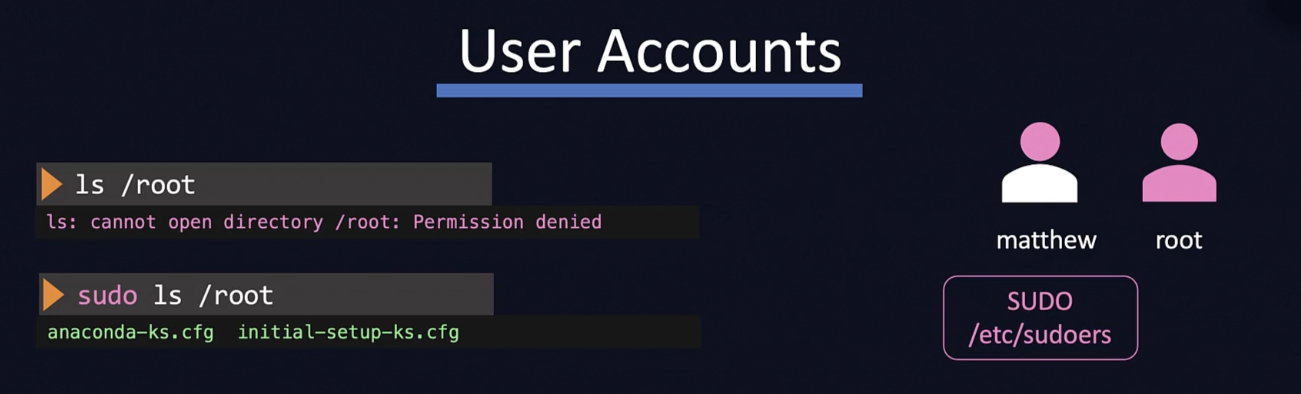 User Accounts
ls /root
ls: cannot open directory /root: Permission denied
sudo ls /root
anaconda-ks.cfg  initial-setup-ks.cfg
matthew
root
SUDO
/etc/sudoers